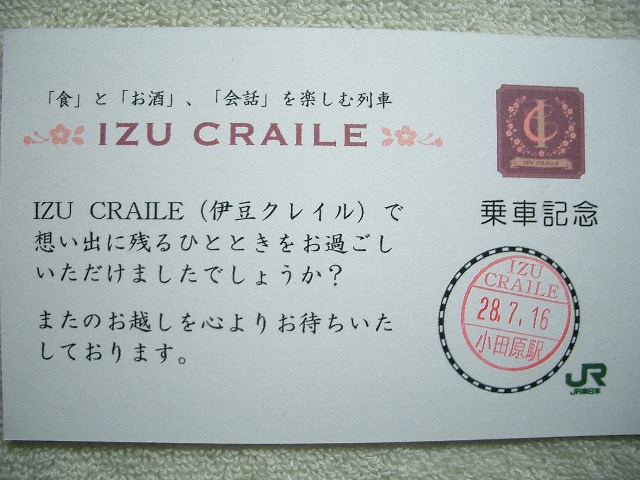 「食」と「お酒」、「会話」を楽しむ列車
IZU CRAILE
IZU CRAILE（伊豆クレイル）で
想い出に残るひとときをお過ごし
いただけましたでしょうか？
またのお越しを心よりお待ちいた
しております。
IC
IZU CRAILE
乗車記念
IZU
CRAILE
28.7.16
小田原駅
JR
JR東日本